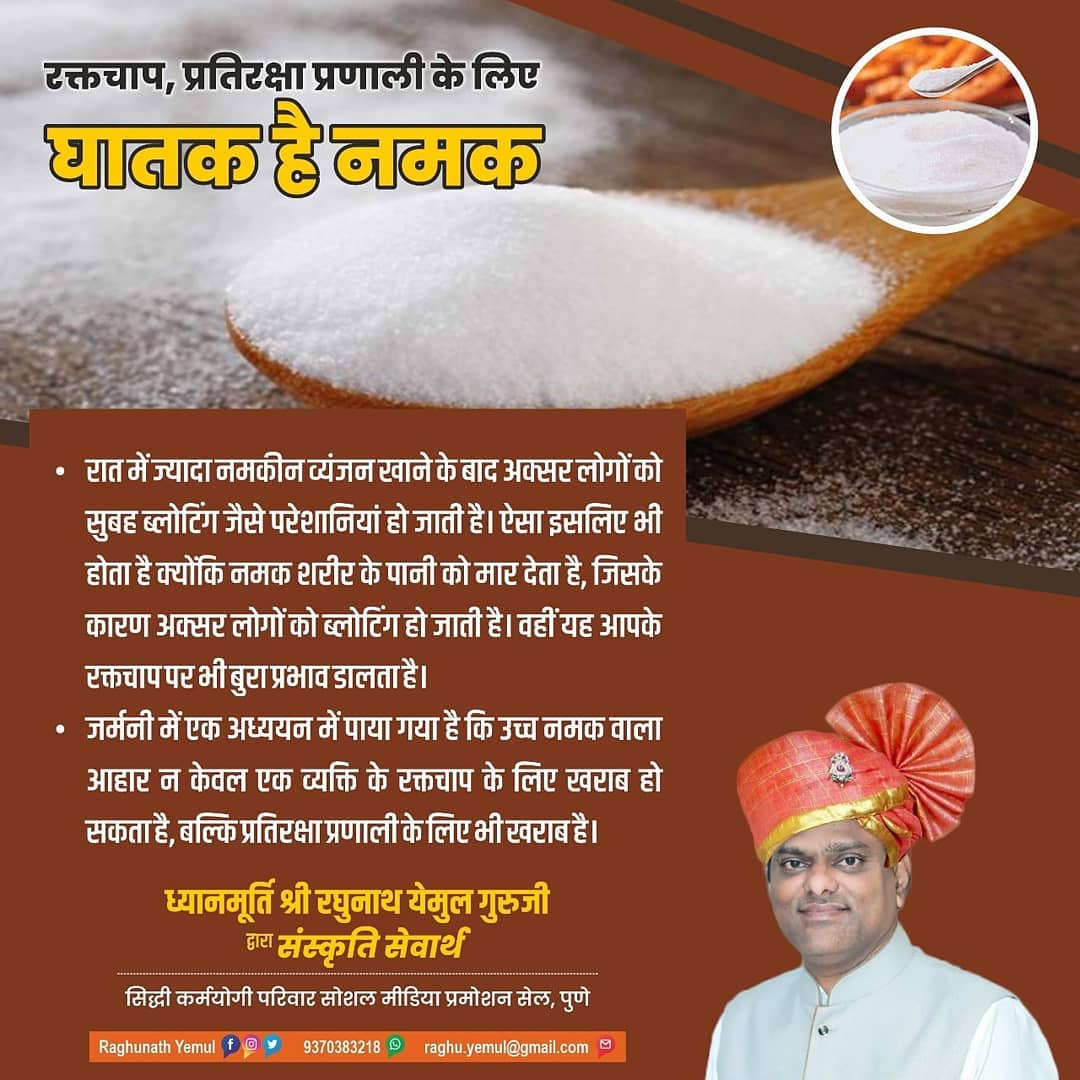 रक्तचाप, प्रतिरक्षा प्रणाली के लिए
घातक है नमक
• रात में ज्यादा नमकीन व्यंजन खाने के बाद अक्सर लोगों को
सुबह ब्लोटिंग जैसे परेशानियां हो जाती है। ऐसा इसलिए भी
होता है क्योंकि नमक शरीर के पानी को मार देता है, जिसके
कारण अक्सर लोगों को ब्लोटिंग हो जाती है। वहीं यह आपके
रक्तचाप पर भी बुरा प्रभाव डालता है।
• जर्मनी में एक अध्ययन में पाया गया है कि उच्च नमक वाला
आहार न केवल एक व्यक्ति के रक्तचाप के लिए खराब हो
सकता है, बल्कि प्रतिरक्षा प्रणाली के लिए भी खराब है।
ध्यानमूर्ति श्री रघुनाथ येमुल गुरुजी
द्वारा संस्कृति सेवार्थ
सिद्धी कर्मयोगी परिवार सोशल मीडिया प्रमोशन सेल, पुणे
Raghunath Yemul 9370383218 raghu.yemul@gmail.com